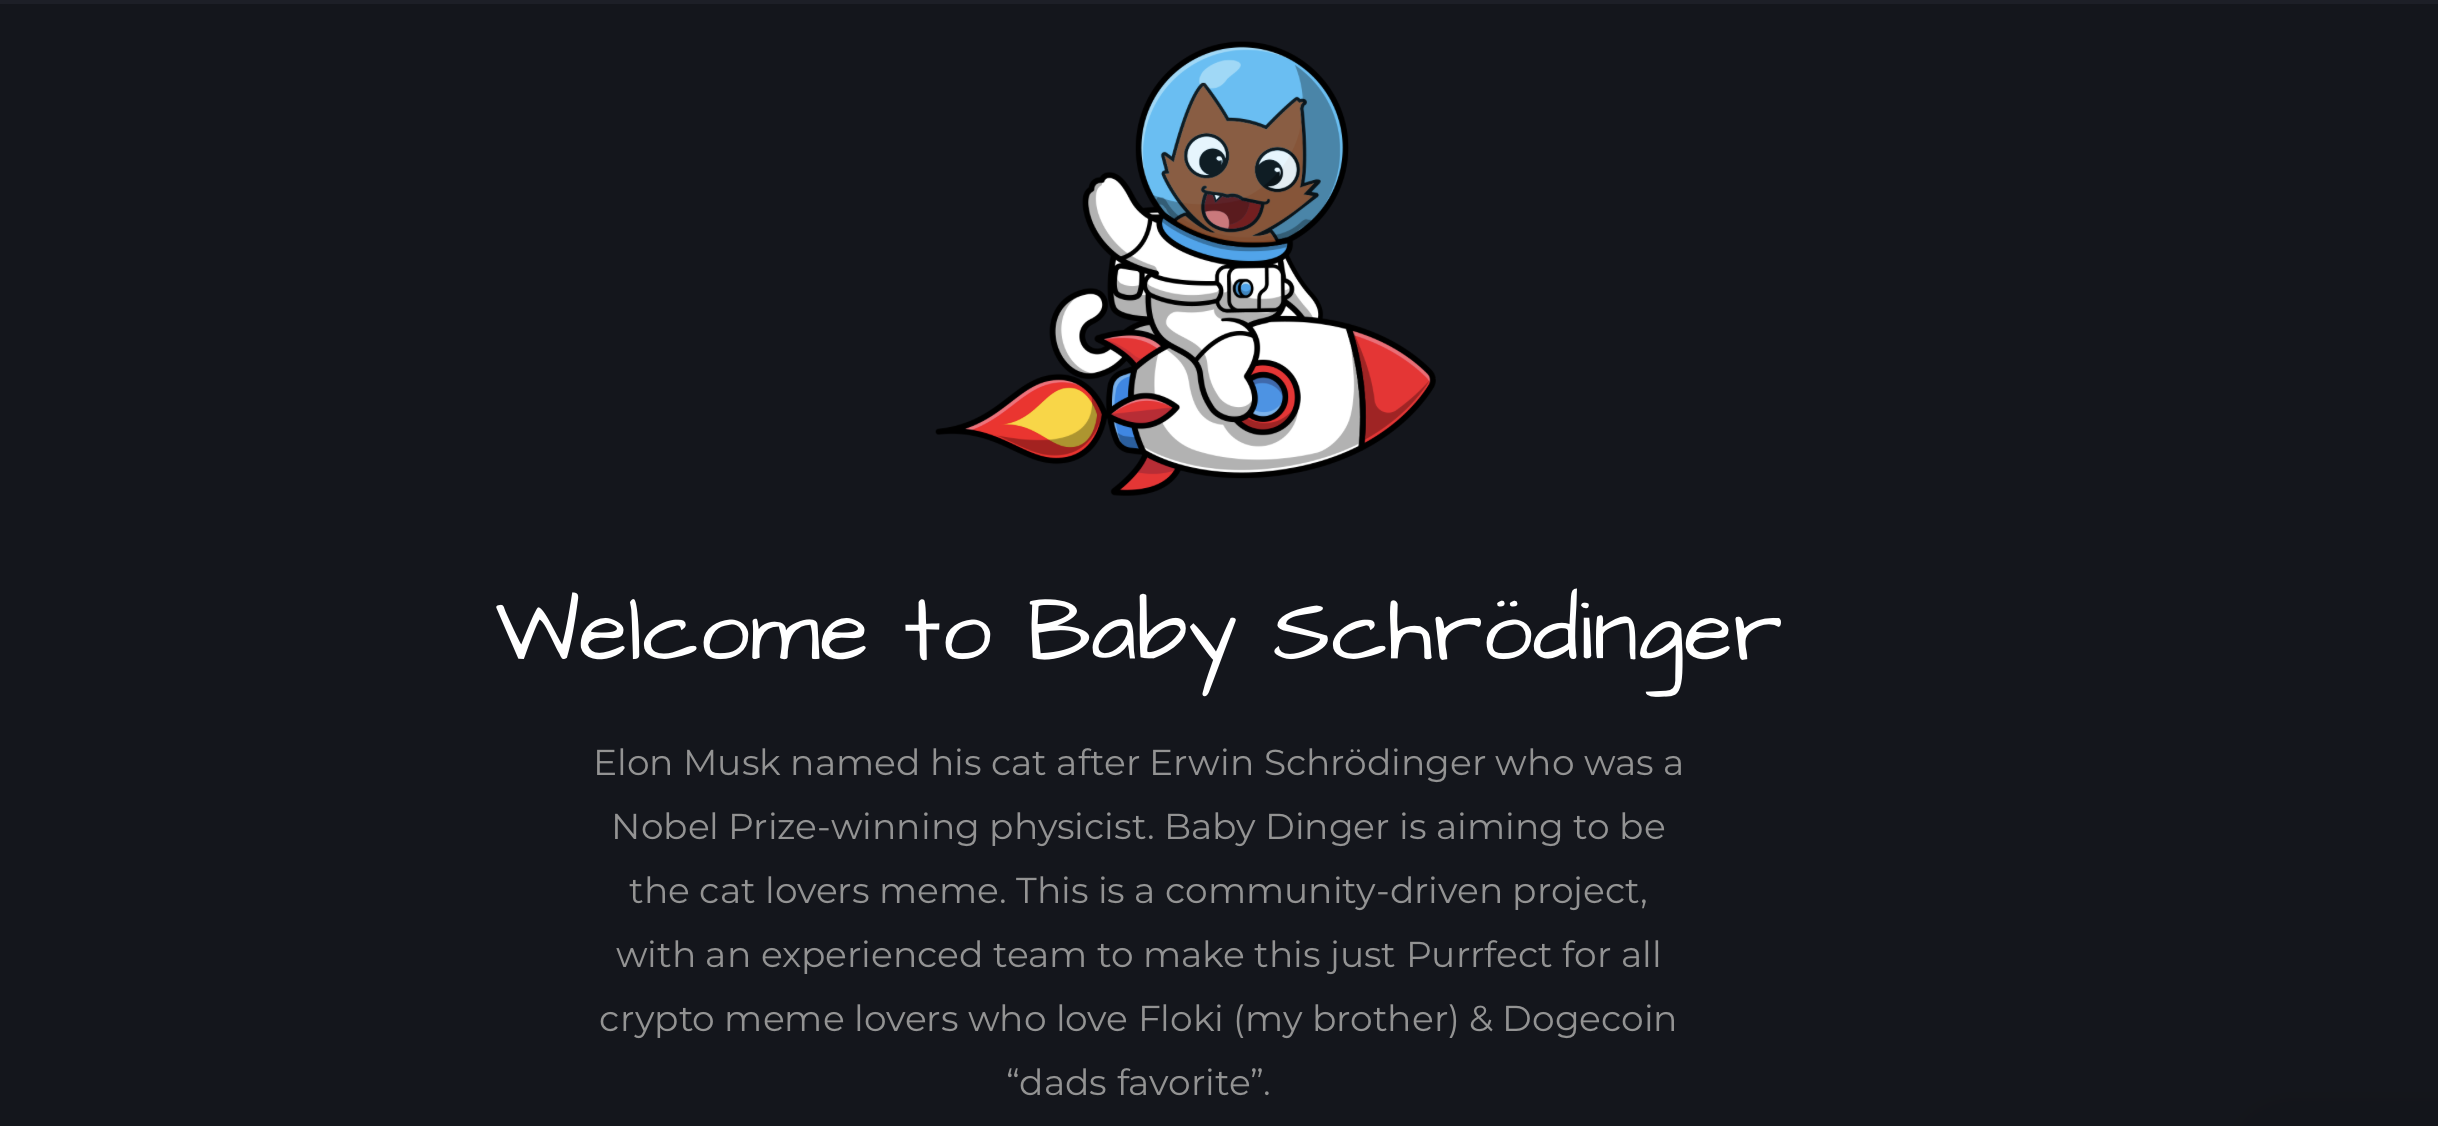 Welcome to Baby Schrödinger
Elon Musk named his cat after Erwin Schrödinger who was a
Nobel Prize-winning physicist. Baby Dinger is aiming to be
the cat lovers meme. This is a community-driven project,
with an experienced team to make this just Purrfect for all
crypto meme lovers who love Floki (my brother) & Dogecoin
“dads favorite”.